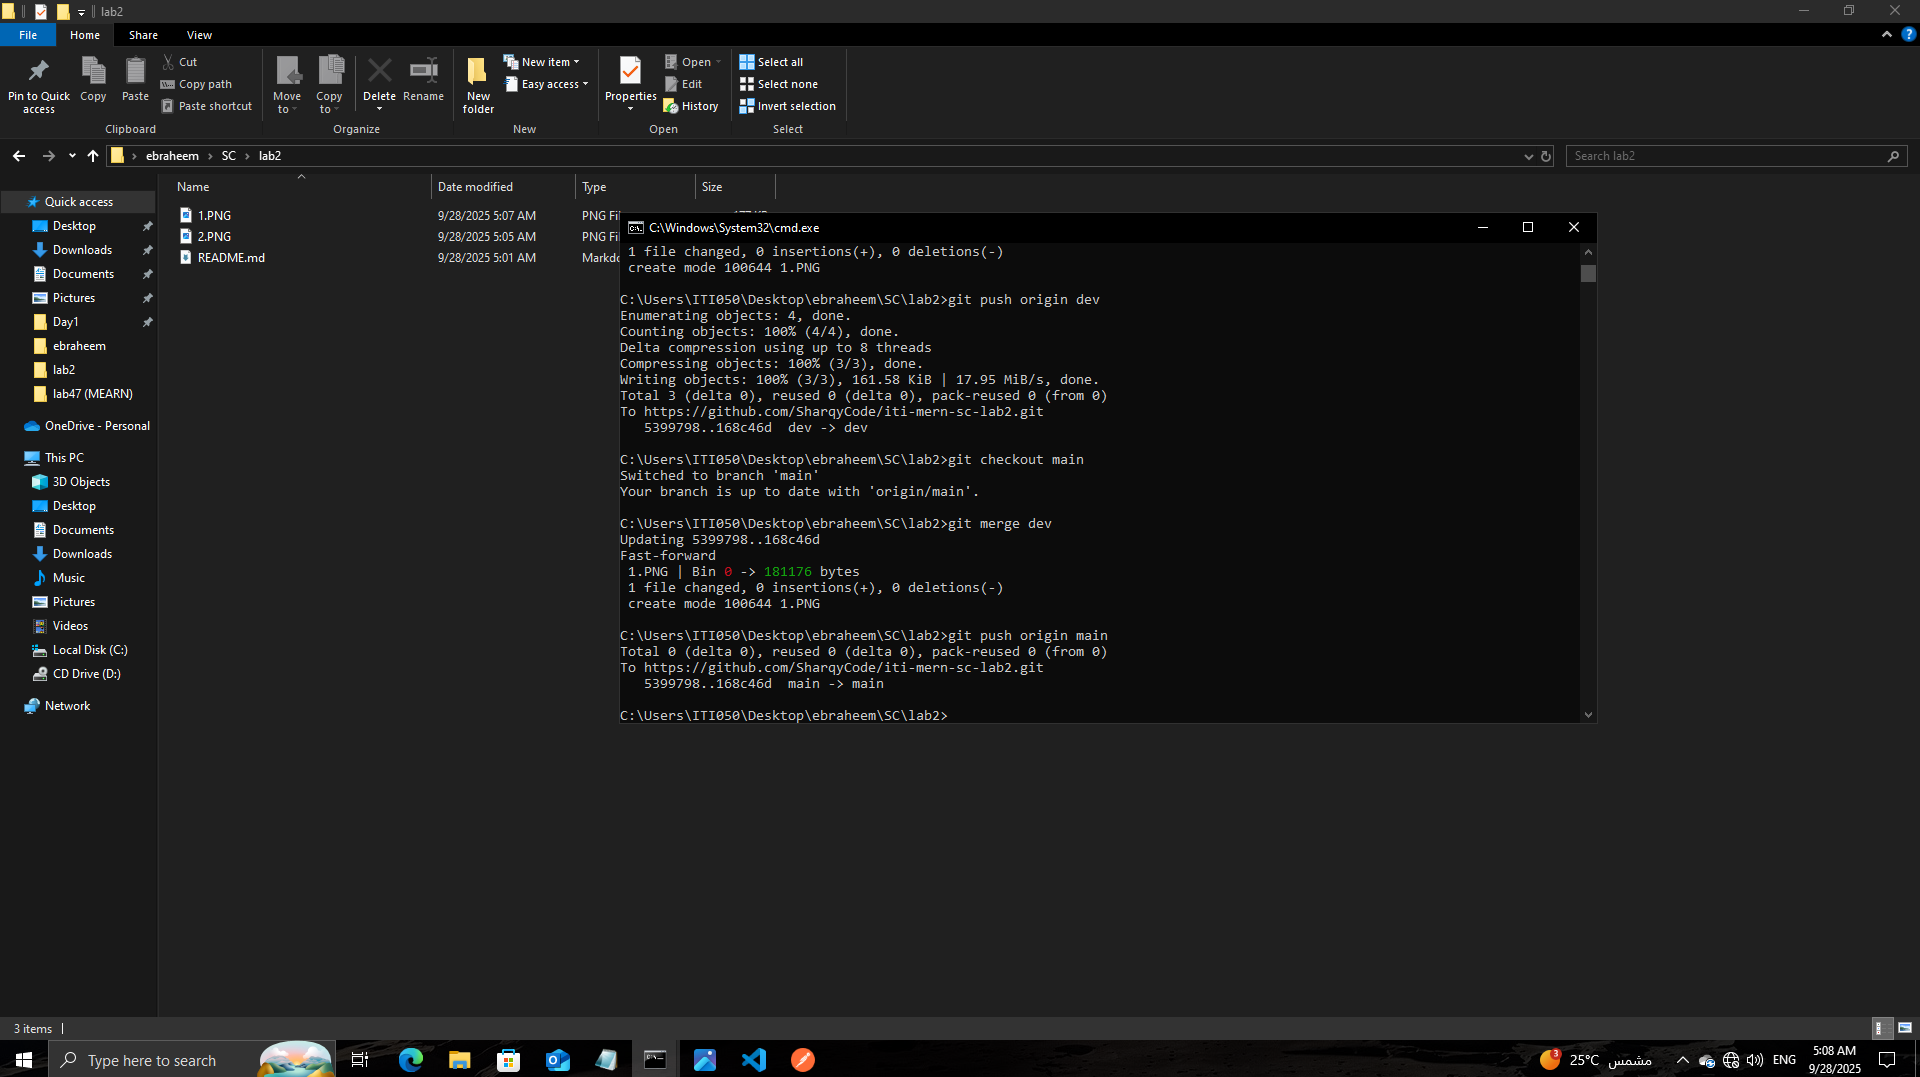 lab2
File Home Share View
Pin to Quick access
Copy
Paste
Cut
Copy path
Paste shortcut
Clipboard
Move to
Copy to
Delete
Rename
Organize
New folder
New item
Easy access
New
Properties
Open
Edit
History
Open
Select all
Select none
Invert selection
Select
ebraheem › SC › lab2
Search lab2
Name Date modified Type Size
1.PNG 9/28/2025 5:07 AM PNG Fil
2.PNG 9/28/2025 5:05 AM PNG Fil
README.md 9/28/2025 5:01 AM Markdo
Quick access
Desktop
Downloads
Documents
Pictures
Day1
ebraheem
lab2
lab47 (MEARN)
OneDrive - Personal
This PC
3D Objects
Desktop
Documents
Downloads
Music
Pictures
Videos
Local Disk (C:)
CD Drive (D:)
Network
C:\Windows\System32\cmd.exe
1 file changed, 0 insertions(+), 0 deletions(-)
create mode 100644 1.PNG
C:\Users\ITI050\Desktop\ebraheem\SC\lab2>git push origin dev
Enumerating objects: 4, done.
Counting objects: 100% (4/4), done.
Delta compression using up to 8 threads
Compressing objects: 100% (3/3), done.
Writing objects: 100% (3/3), 161.58 KiB | 17.95 MiB/s, done.
Total 3 (delta 0), reused 0 (delta 0), pack-reused 0 (from 0)
To https://github.com/SharqyCode/iti-mern-sc-lab2.git
5399798..168c46d  dev -> dev
C:\Users\ITI050\Desktop\ebraheem\SC\lab2>git checkout main
Switched to branch 'main'
Your branch is up to date with 'origin/main'.
C:\Users\ITI050\Desktop\ebraheem\SC\lab2>git merge dev
Updating 5399798..168c46d
Fast-forward
1.PNG | Bin 0 -> 181176 bytes
1 file changed, 0 insertions(+), 0 deletions(-)
create mode 100644 1.PNG
C:\Users\ITI050\Desktop\ebraheem\SC\lab2>git push origin main
Total 0 (delta 0), reused 0 (delta 0), pack-reused 0 (from 0)
To https://github.com/SharqyCode/iti-mern-sc-lab2.git
5399798..168c46d  main -> main
C:\Users\ITI050\Desktop\ebraheem\SC\lab2>
3 items
Type here to search
3
25°C مشمس
ENG
5:08 AM
9/28/2025